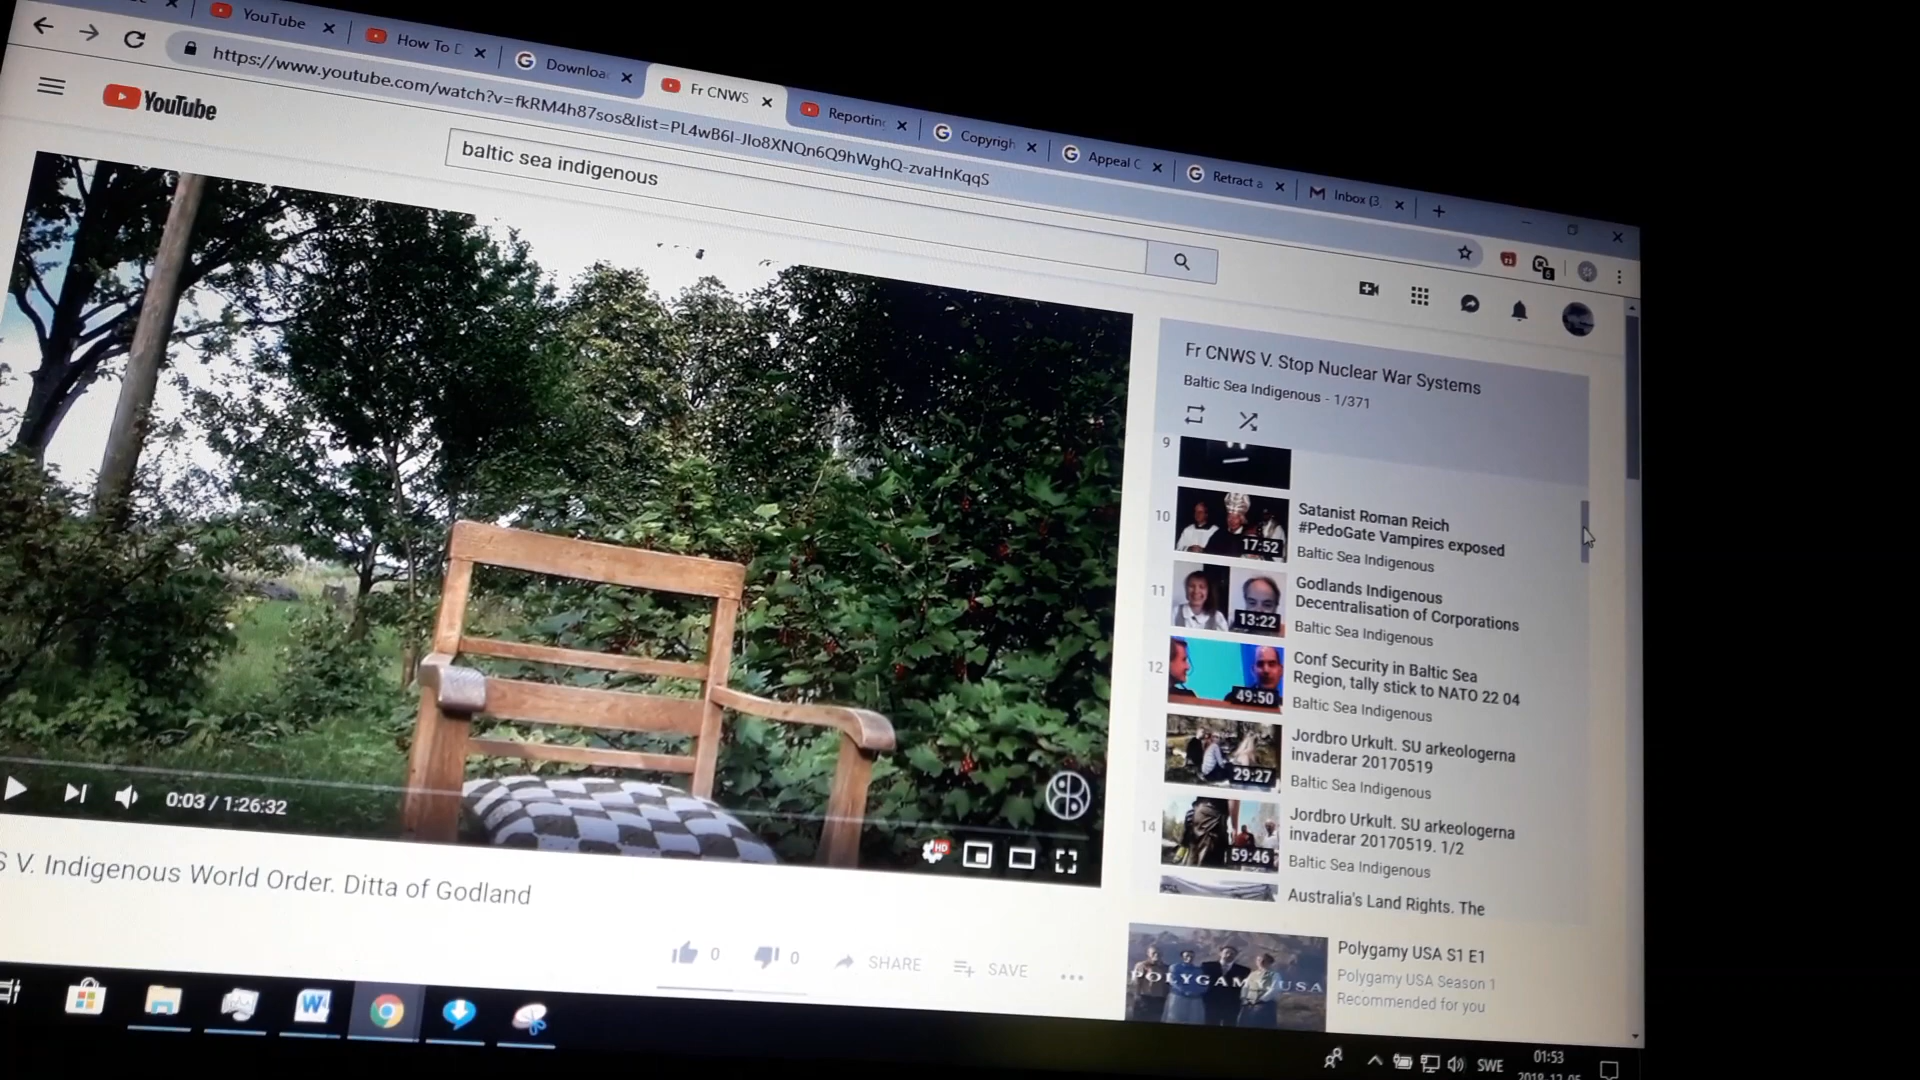 YouTube
How To D
Downloa
Fr CNWS
Reporting
Copyrigh
Appeal C
Retract a
Inbox (3
https://www.youtube.com/watch?v=fkRM4h87sos&list=PL4wB6l-Jlo8XNQn6Q9hWghQ-zvaHnKqqS
YouTube
baltic sea indigenous
Fr CNWS V. Stop Nuclear War Systems
Baltic Sea Indigenous - 1/371
9
10
17:52
Satanist Roman Reich
#PedoGate Vampires exposed
Baltic Sea Indigenous
11
13:22
Godlands Indigenous
Decentralisation of Corporations
Baltic Sea Indigenous
12
49:50
Conf Security in Baltic Sea
Region, tally stick to NATO 22 04
Baltic Sea Indigenous
13
29:27
Jordbro Urkult. SU arkeologerna
invaderar 20170519
Baltic Sea Indigenous
14
59:46
Jordbro Urkult. SU arkeologerna
invaderar 20170519. 1/2
Baltic Sea Indigenous
Australia's Land Rights. The
0:03 / 1:26:32
HD
S V. Indigenous World Order. Ditta of Godland
0
0
SHARE
SAVE
POLYGAMY USA
Polygamy USA S1 E1
Polygamy USA Season 1
Recommended for you
SWE
01:53
2018-12-05